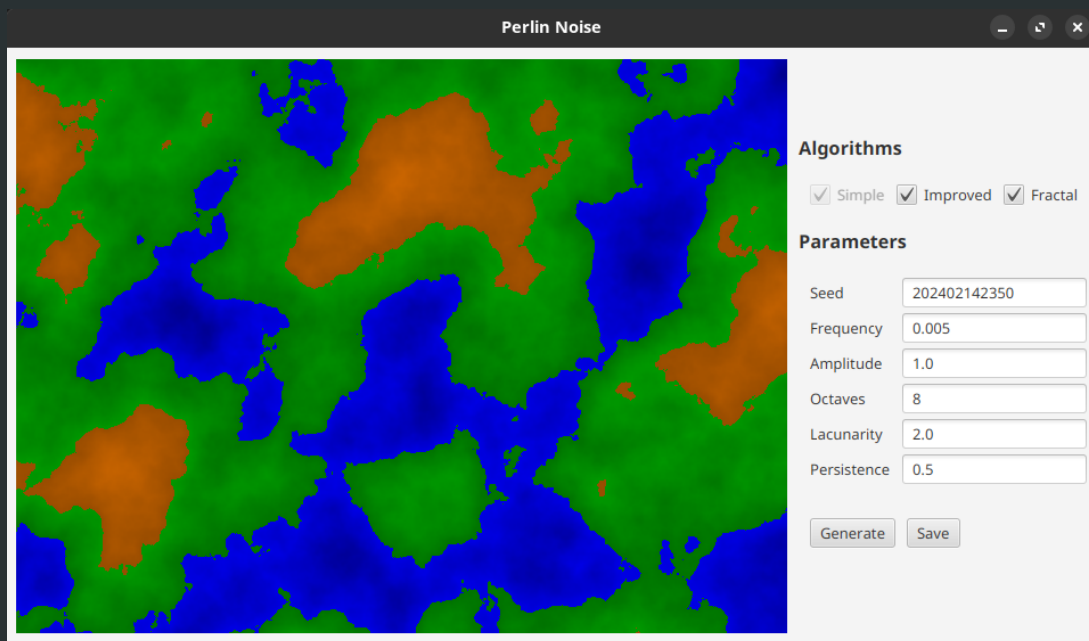 Perlin Noise
Algorithms
Simple Improved Fractal
Parameters
Seed 202402142350
Frequency 0.005
Amplitude 1.0
Octaves 8
Lacunarity 2.0
Persistence 0.5
Generate Save